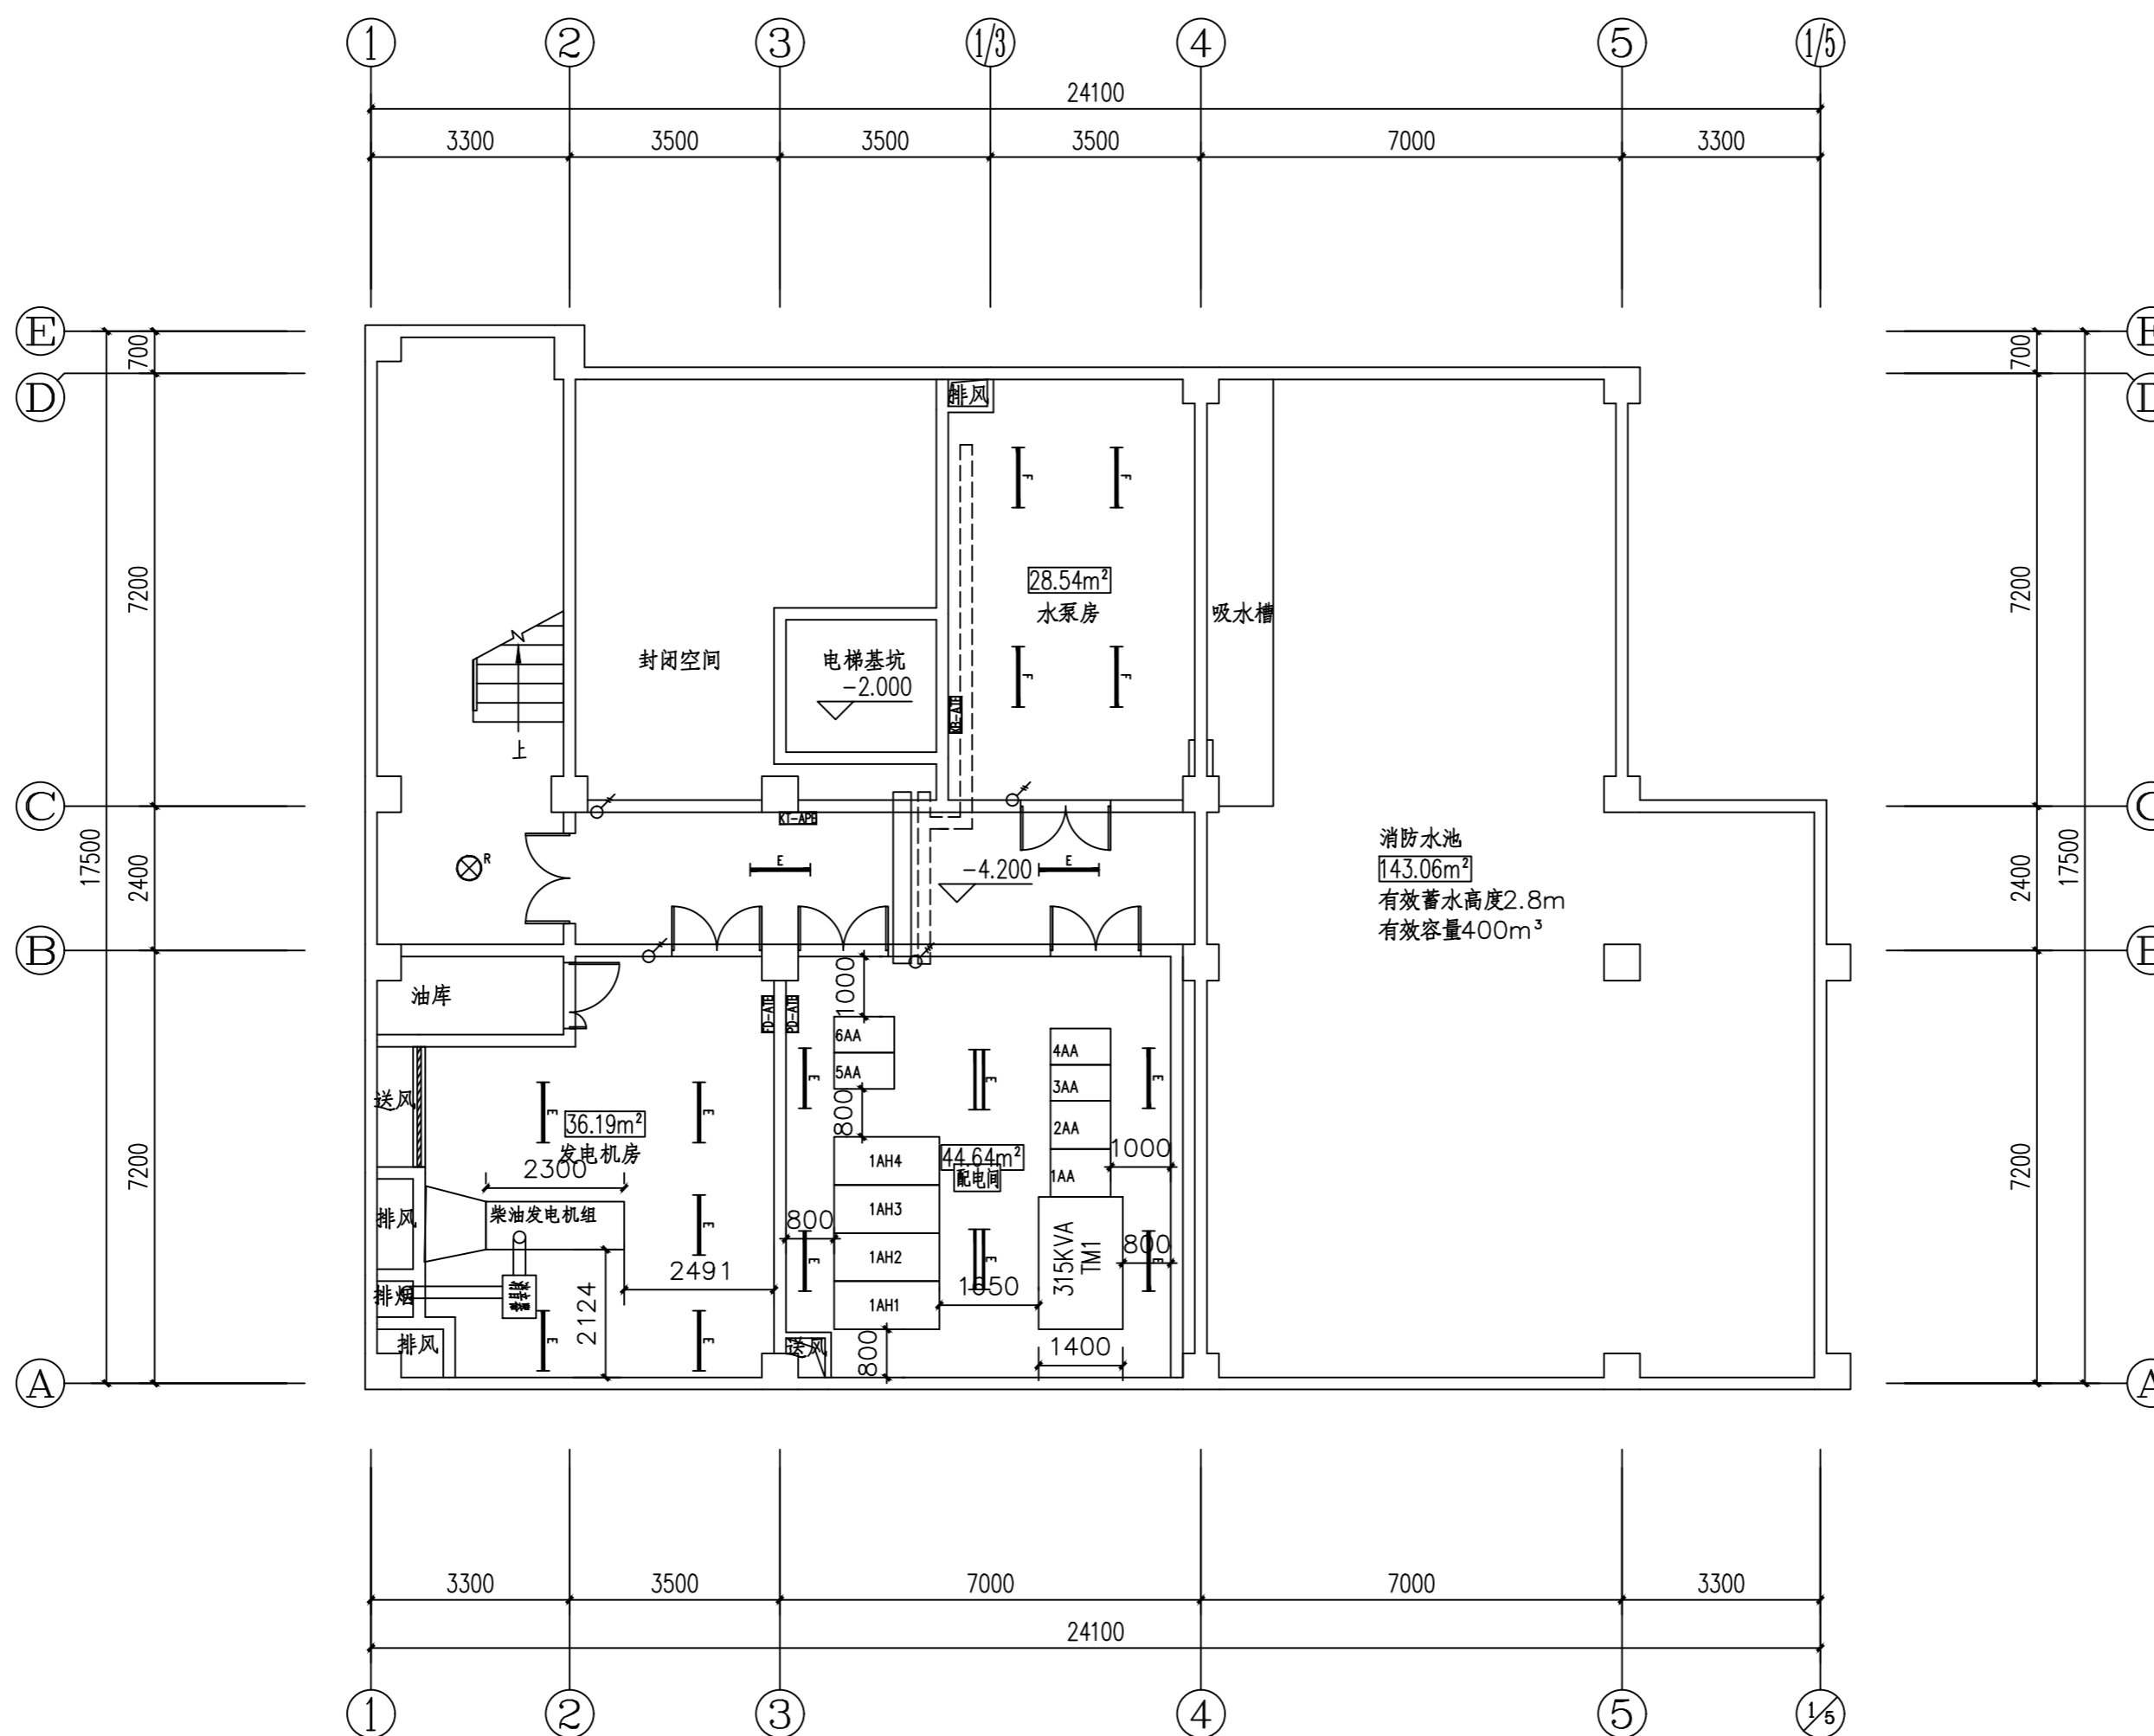 1 2 3 1/3 4 5 1/5
24100
3300 3500 3500 3500 7000 3300
E
D
C
B
A
700
7200
2400
7200
17500
E
D
C
B
A
700
7200
2400
7200
17500
排风
28.54m²
水泵房
F
F
F
F
吸水槽
封闭空间
电梯基坑
-2.000
上
KT-APE
R
E
E
-4.200
消防水池
143.06m²
有效蓄水高度2.8m
有效容量400m³
油库
送风
排风
排烟
排风
36.19m²
发电机房
2300
柴油发电机组
2491
2124
E
E
E
E
E
1000
6AA
5AA
800
1AH4
1AH3
1AH2
1AH1
800
800
送风
44.64m²
配电间
4AA
3AA
2AA
1AA
1000
315KVA
TM1
800
1650
1400
E
E
E
E
E
E
3300 3500 7000 7000 3300
24100
1 2 3 4 5 1/5